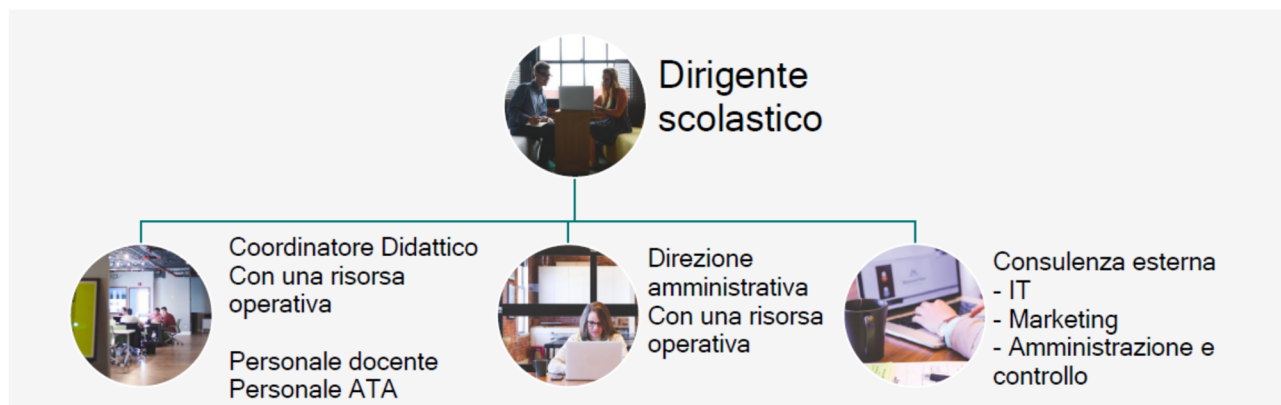 Dirigente
scolastico
Coordinatore Didattico
Con una risorsa
operativa
Personale docente
Personale ATA
Direzione
amministrativa
Con una risorsa
operativa
Consulenza esterna
- IT
- Marketing
- Amministrazione e
controllo